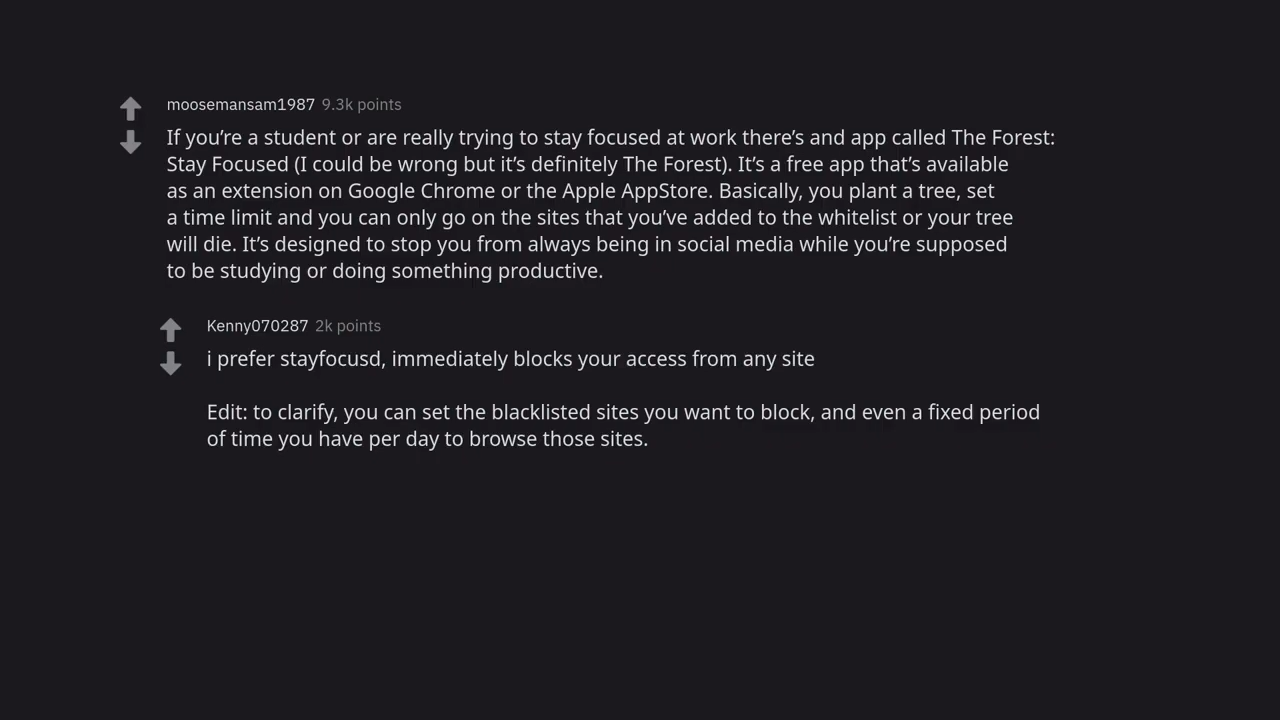 moosemansam1987 9.3k points
If you’re a student or are really trying to stay focused at work there’s and app called The Forest:
Stay Focused (I could be wrong but it’s definitely The Forest). It’s a free app that’s available
as an extension on Google Chrome or the Apple AppStore. Basically, you plant a tree, set
a time limit and you can only go on the sites that you’ve added to the whitelist or your tree
will die. It’s designed to stop you from always being in social media while you’re supposed
to be studying or doing something productive.
Kenny070287 2k points
i prefer stayfocusd, immediately blocks your access from any site
Edit: to clarify, you can set the blacklisted sites you want to block, and even a fixed period
of time you have per day to browse those sites.